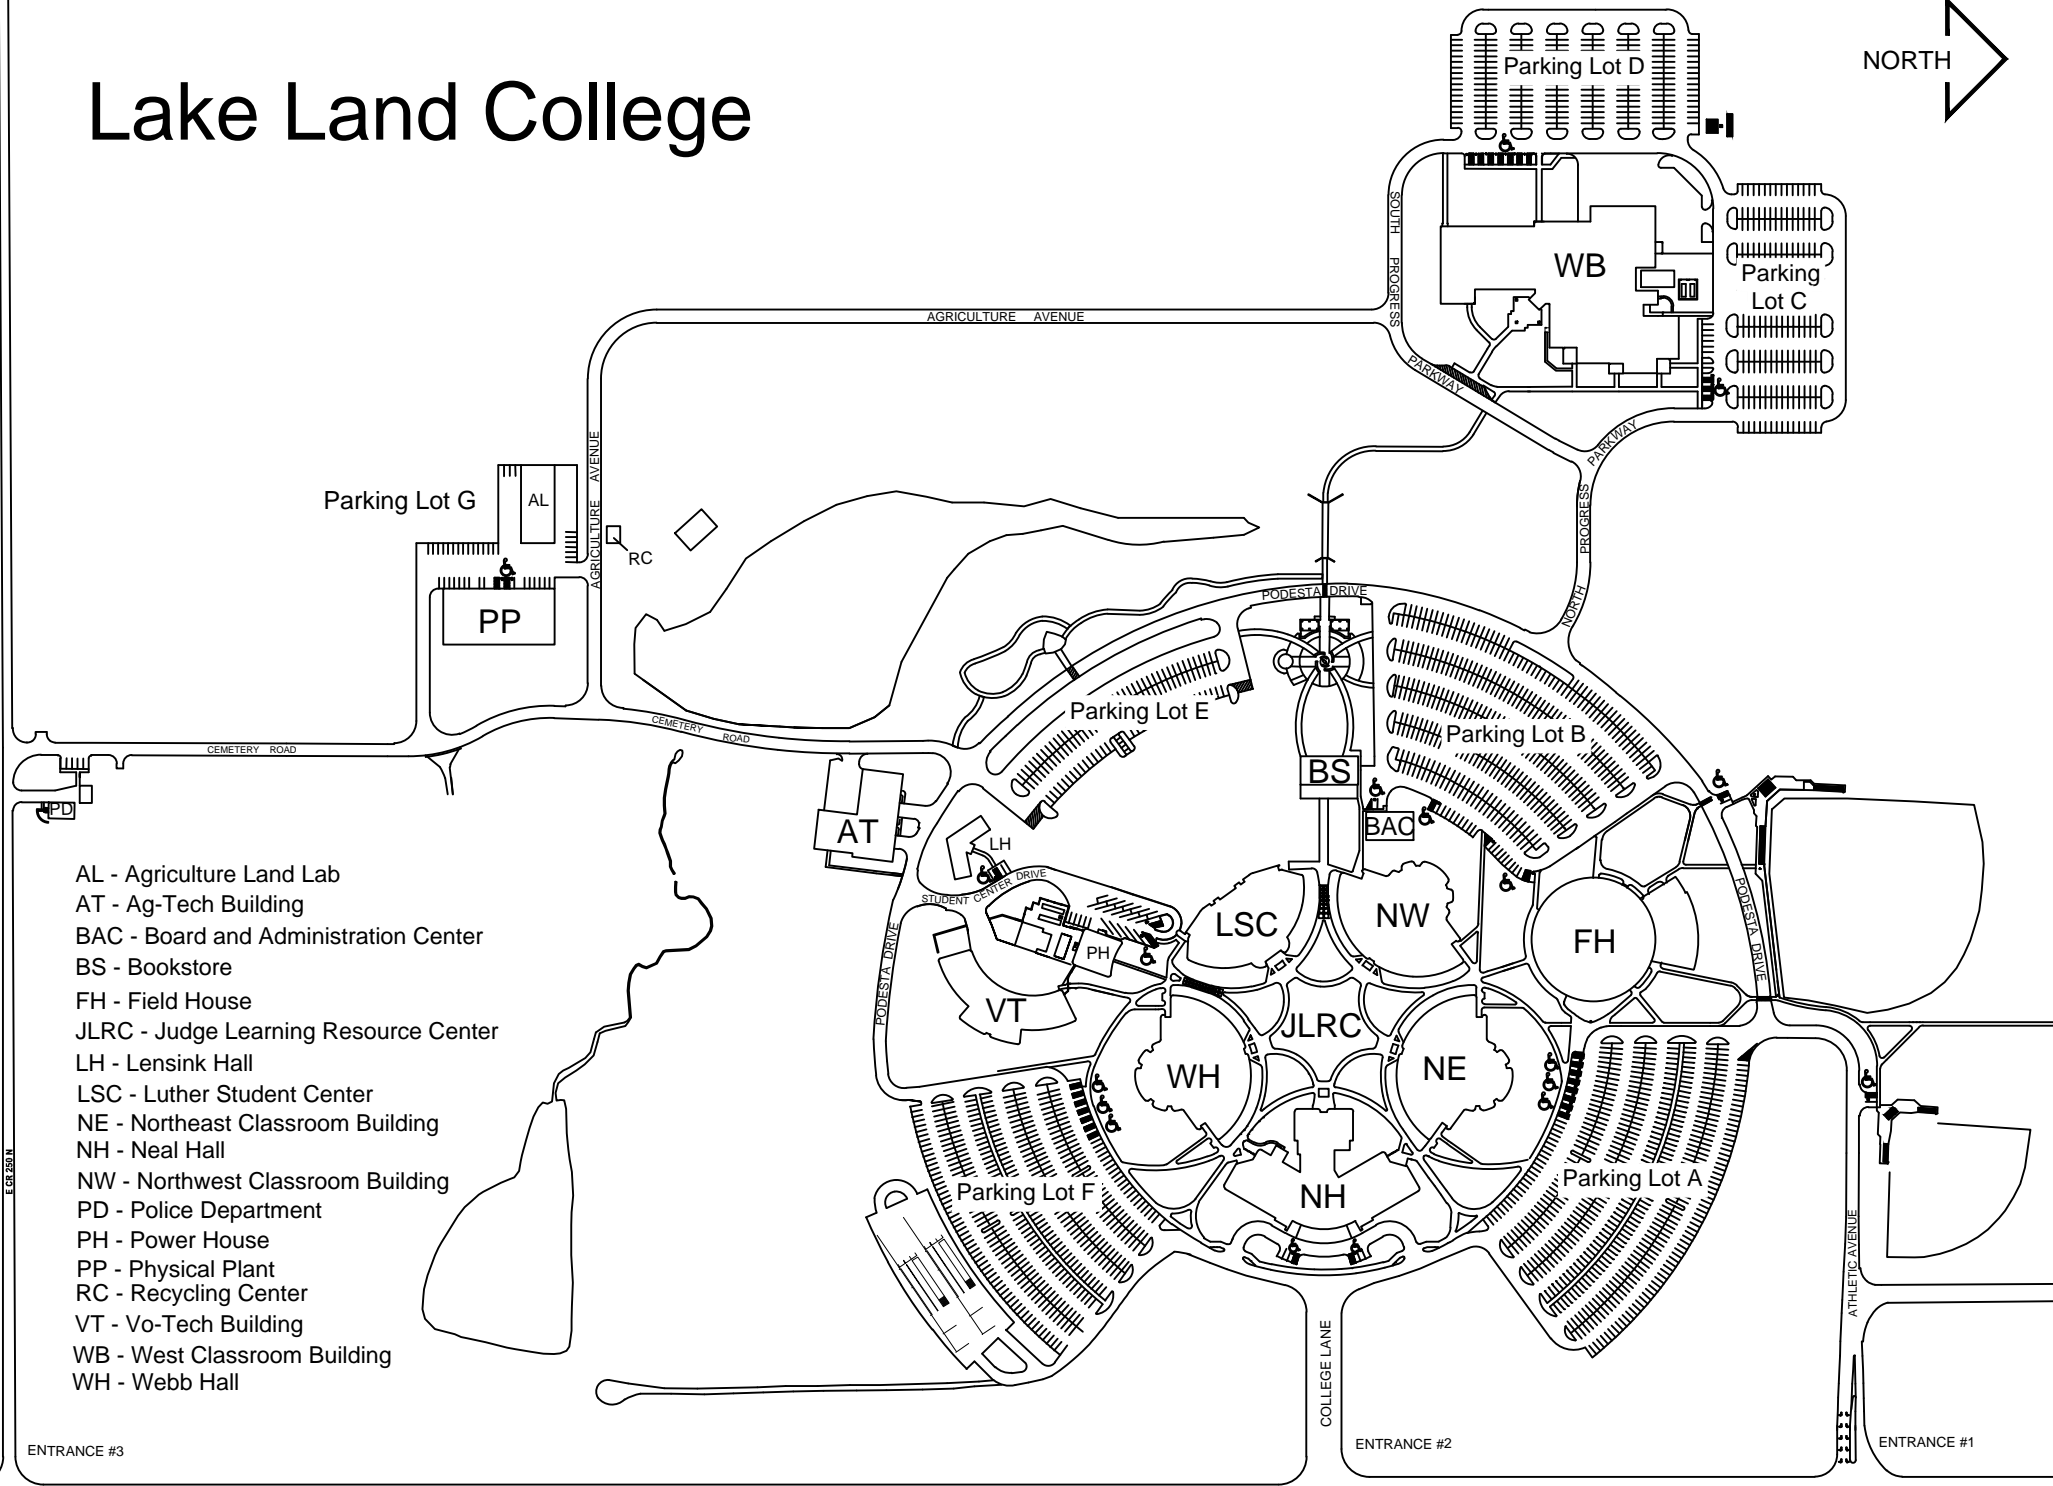 Lake Land College
NORTH
Parking Lot D
SOUTH PROGRESS
PARKWAY
WB
Parking
Lot C
AGRICULTURE AVENUE
AGRICULTURE AVENUE
Parking Lot G
AL
RC
PP
NORTH PROGRESS
PARKWAY
PODESTA DRIVE
CEMETERY ROAD
CEMETERY ROAD
Parking Lot E
Parking Lot B
BS
BAC
PD
AT
LH
STUDENT CENTER DRIVE
PODESTA DRIVE
PODESTA DRIVE
LSC
NW
FH
PH
VT
JLRC
WH
NE
NH
Parking Lot F
Parking Lot A
AL - Agriculture Land Lab
AT - Ag-Tech Building
BAC - Board and Administration Center
BS - Bookstore
FH - Field House
JLRC - Judge Learning Resource Center
LH - Lensink Hall
LSC - Luther Student Center
NE - Northeast Classroom Building
NH - Neal Hall
NW - Northwest Classroom Building
PD - Police Department
PH - Power House
PP - Physical Plant
RC - Recycling Center
VT - Vo-Tech Building
WB - West Classroom Building
WH - Webb Hall
E CR 250 N
COLLEGE LANE
ATHLETIC AVENUE
ENTRANCE #3
ENTRANCE #2
ENTRANCE #1